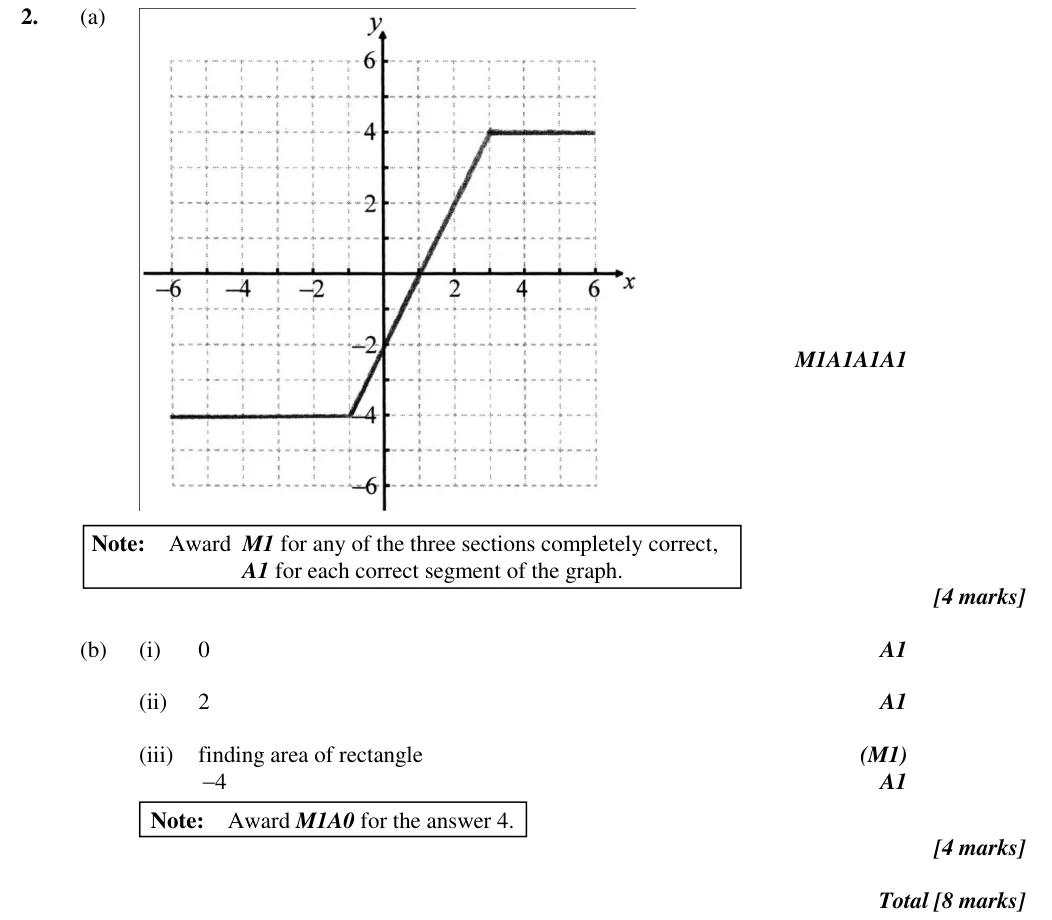 2. (a)
y
6
4
2
–6 –4 –2 2 4 6 x
–2
M1A1A1A1
–4
–6
Note: Award M1 for any of the three sections completely correct,
A1 for each correct segment of the graph.
[4 marks]
(b) (i) 0 A1
(ii) 2 A1
(iii) finding area of rectangle (M1)
–4 A1
Note: Award M1A0 for the answer 4.
[4 marks]
Total [8 marks]